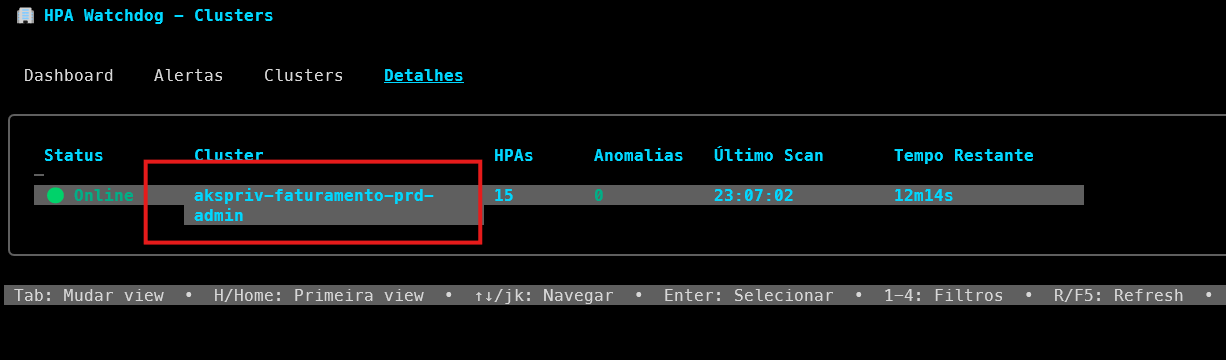 HPA Watchdog - Clusters
Dashboard Alertas Clusters Detalhes
Status Cluster HPAs Anomalias Último Scan Tempo Restante
Online akspriv-faturamento-prd- 15 0 23:07:02 12m14s
admin
Tab: Mudar view • H/Home: Primeira view • ↑↓/jk: Navegar • Enter: Selecionar • 1-4: Filtros • R/F5: Refresh •